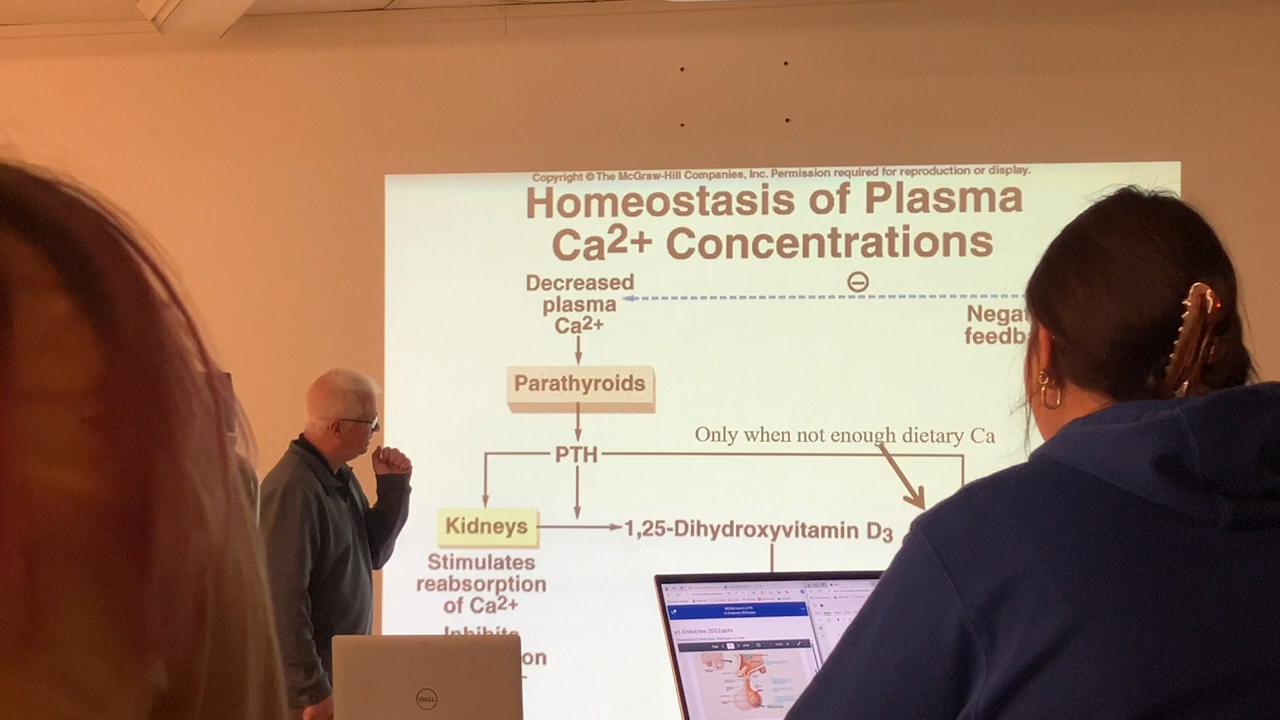 Copyright © The McGraw-Hill Companies, Inc. Permission required for reproduction or display.
Homeostasis of Plasma
Ca2+ Concentrations
Decreased
plasma
Ca2+
Parathyroids
PTH
Only when not enough dietary Ca
Kidneys
1,25-Dihydroxyvitamin D3
Stimulates
reabsorption
of Ca2+
DELL